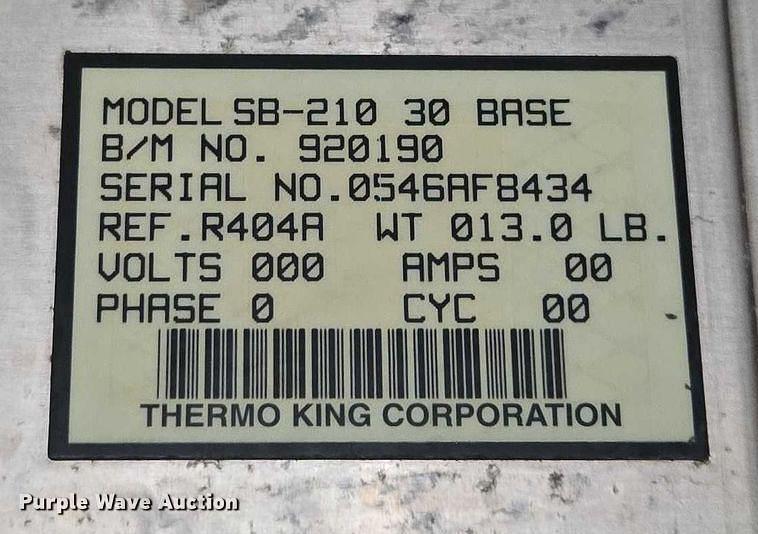 MODEL SB-210 30 BASE
B/M NO. 920190
SERIAL NO.0546AF8434
REF.R404A WT 013.0 LB.
VOLTS 000 AMPS 00
PHASE 0 CYC 00
THERMO KING CORPORATION
Purple Wave Auction